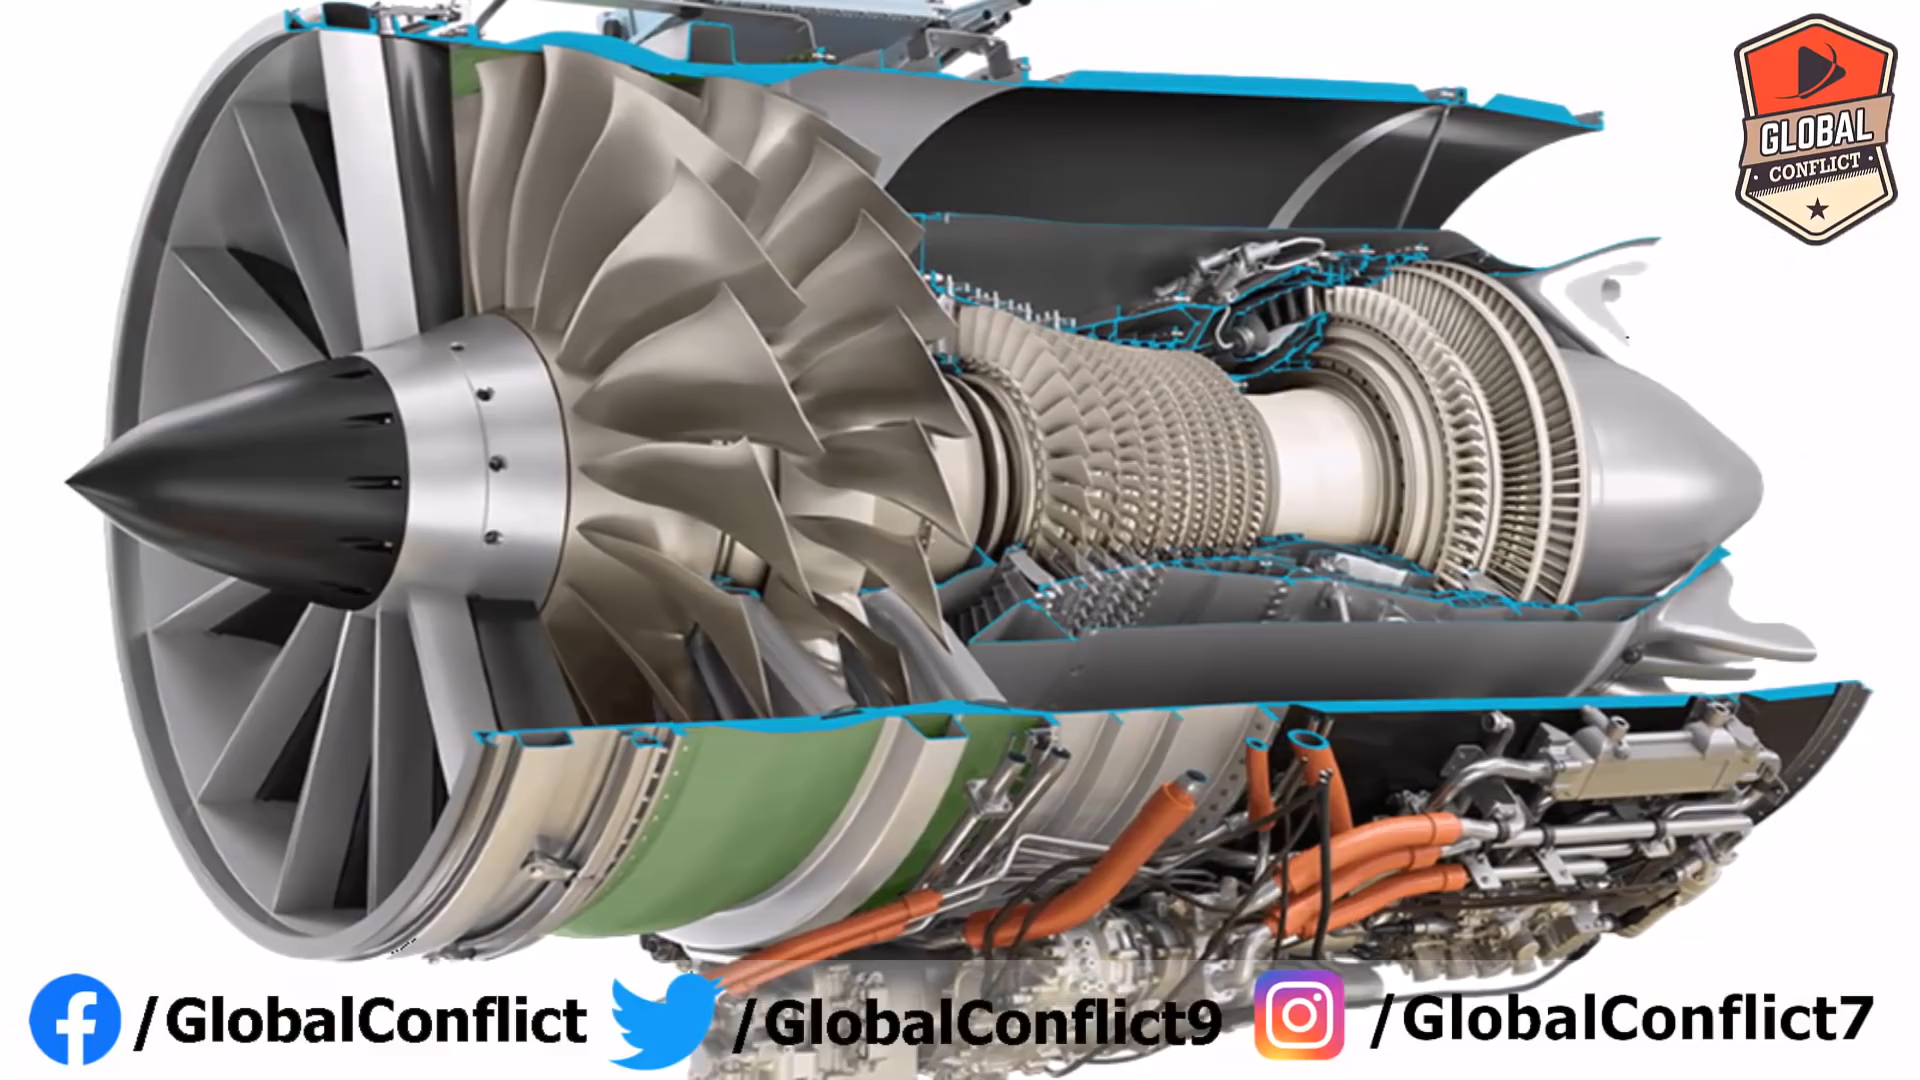 GLOBAL
· CONFLICT ·
/GlobalConflict
/GlobalConflict9
/GlobalConflict7